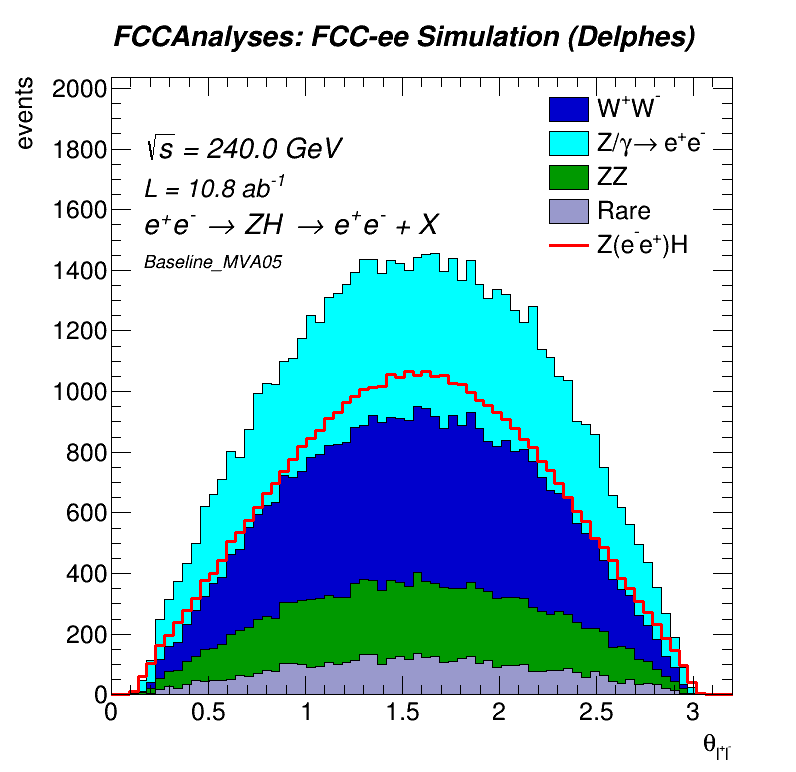 FCCAnalyses: FCC-ee Simulation (Delphes)
events
2000
1800
1600
1400
1200
1000
800
600
400
200
0
√s = 240.0 GeV
L = 10.8 ab⁻¹
e⁺e⁻ → ZH → e⁺e⁻ + X
Baseline_MVA05
W⁺W⁻
Z/γ→ e⁺e⁻
ZZ
Rare
Z(e⁻e⁺)H
0 0.5 1 1.5 2 2.5 3
θ_{l⁺l⁻}